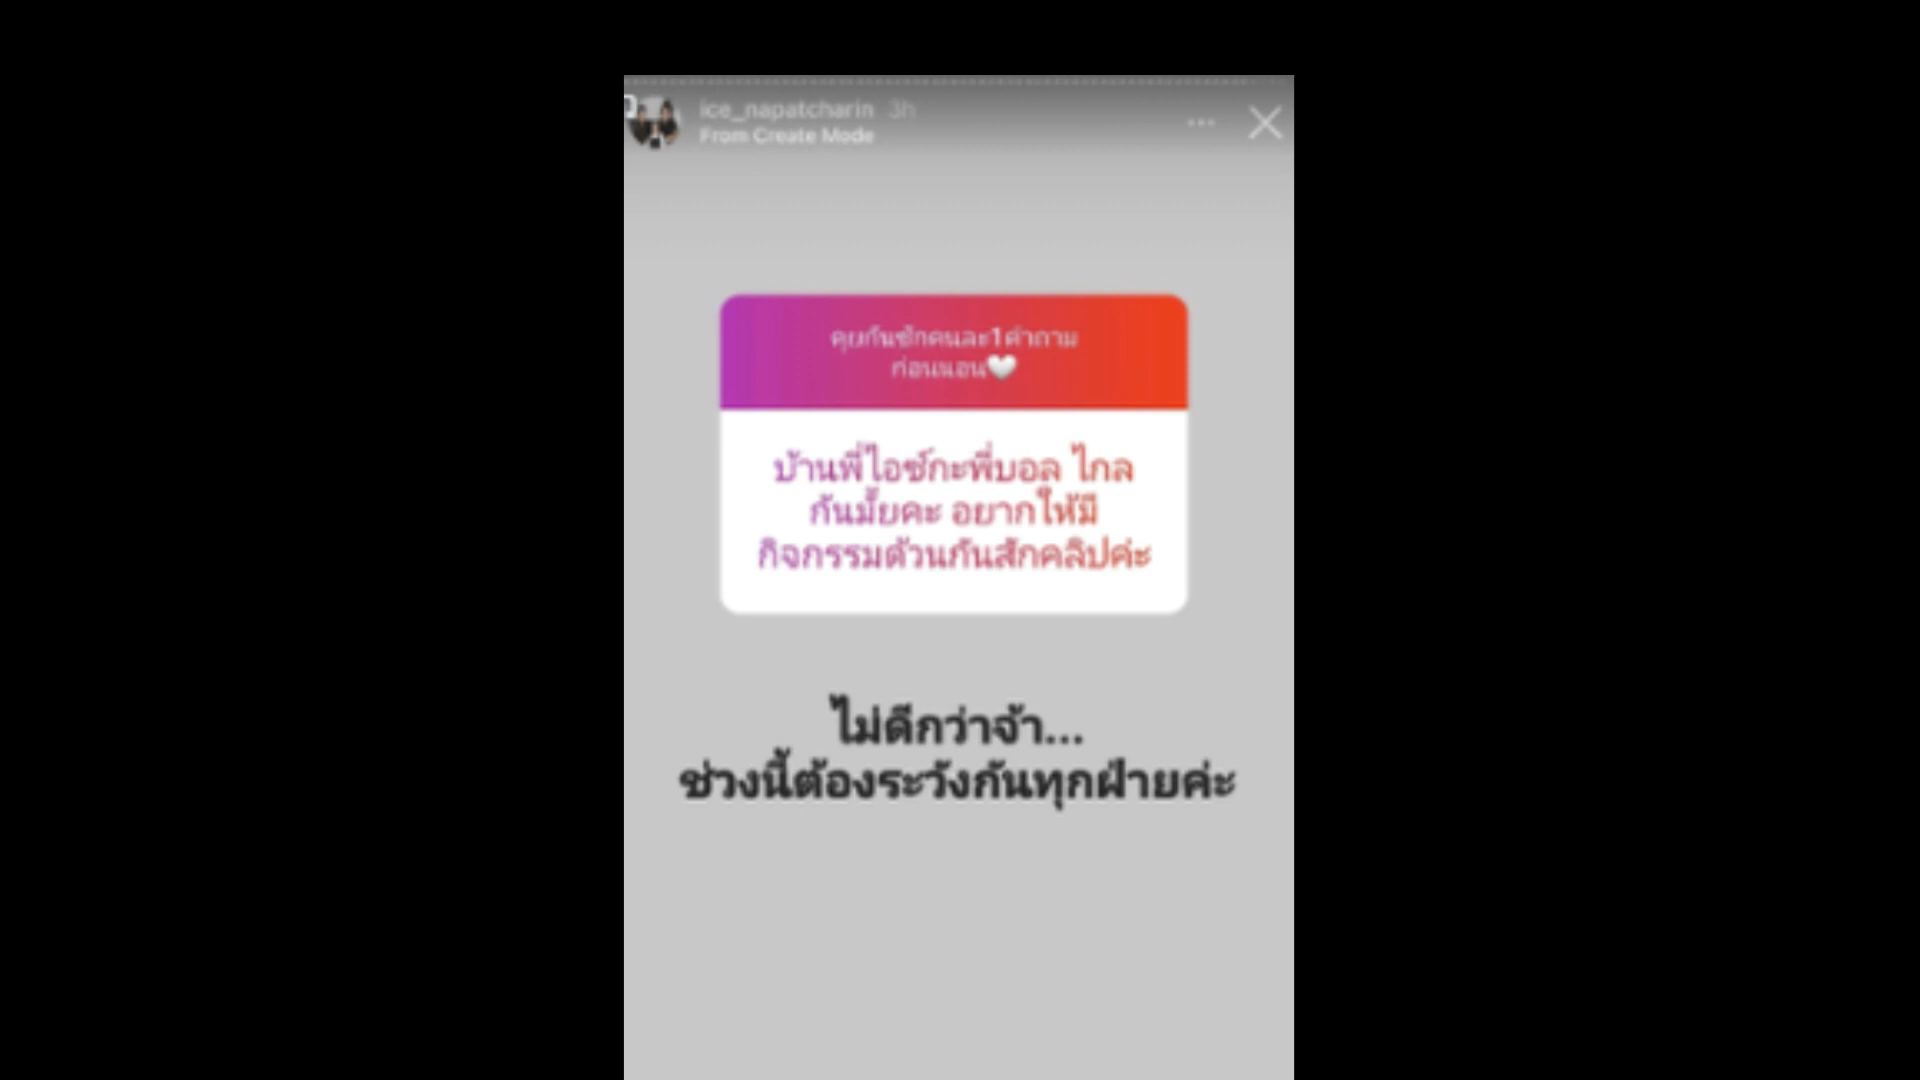 ice_napatcharin 3h
From Create Mode
คุยกันซักคนละ1คำถาม
ก่อนนอน🤍
บ้านพี่ไอซ์กะพี่บอล ไกล
กันมั้ยคะ อยากให้มี
กิจกรรมด้วนกันสักคลิปค่ะ
ไม่ดีกว่าจ้า...
ช่วงนี้ต้องระวังกันทุกฝ่ายค่ะ